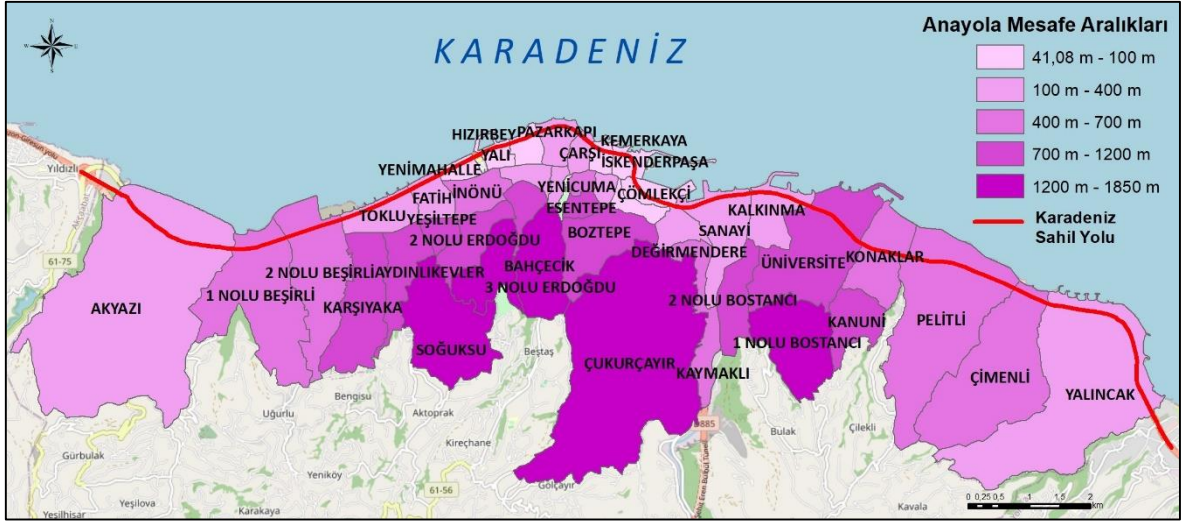 KARADENİZ
Anayola Mesafe Aralıkları
41,08 m - 100 m
100 m - 400 m
400 m - 700 m
700 m - 1200 m
1200 m - 1850 m
Karadeniz
Sahil Yolu
N
W
E
S
Yıldızlı
Akçaabat
61-75
HIZIRBEY
PAZARKAPI
KEMERKAYA
YALI
ÇARŞI
İSKENDERPAŞA
YENİMAHALLE
FATİH
İNÖNÜ
YENİCUMA
ÇÖMLEKÇİ
TOKLU
YEŞİLTEPE
ESENTEPE
KALKINMA
2 NOLU ERDOĞDU
BOZTEPE
SANAYİ
DEĞİRMENDERE
2 NOLU BEŞİRLİ
AYDINLIKEVLER
BAHÇECİK
ÜNİVERSİTE
KONAKLAR
1 NOLU BEŞİRLİ
KARŞIYAKA
3 NOLU ERDOĞDU
2 NOLU BOSTANCI
AKYAZI
KANUNİ
PELİTLİ
1 NOLU BOSTANCI
SOĞUKSU
Beştaş
ÇUKURÇAYIR
KAYMAKLI
ÇİMENLİ
YALINCAK
Bengisu
Uğurlu
Aktoprak
Kireçhane
D885
Bulak
Çilekli
Gürbulak
Yeniköy
Gölçayır
61-56
Yeşilova
Karakaya
Yeşilhisar
Kavala
0 0,25 0,5 1 1,5 2
km